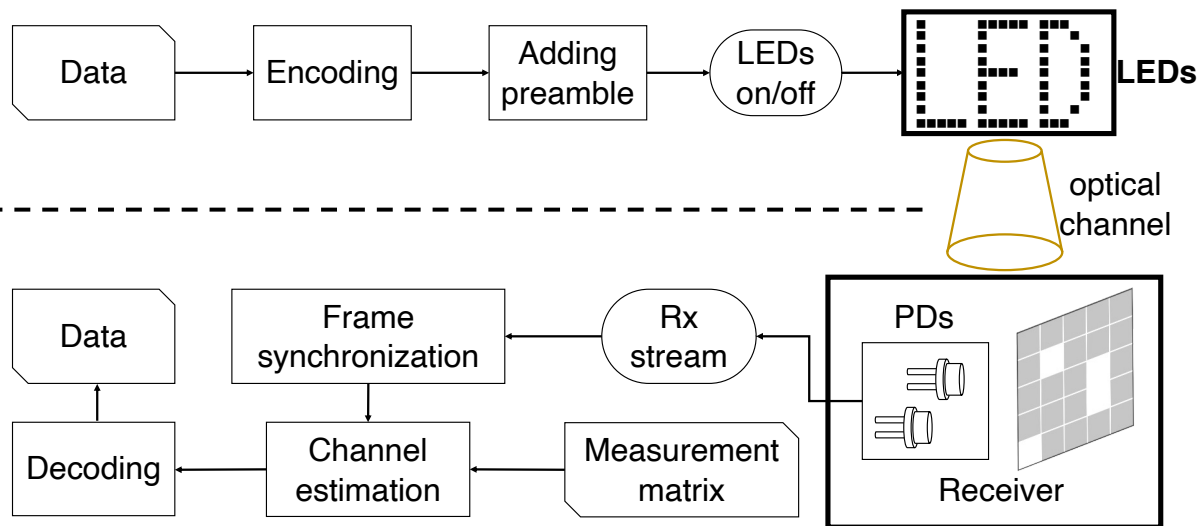 Data
Encoding
Adding
preamble
LEDs
on/off
LED
LEDs
optical
channel
Data
Frame
synchronization
Rx
stream
PDs
Decoding
Channel
estimation
Measurement
matrix
Receiver